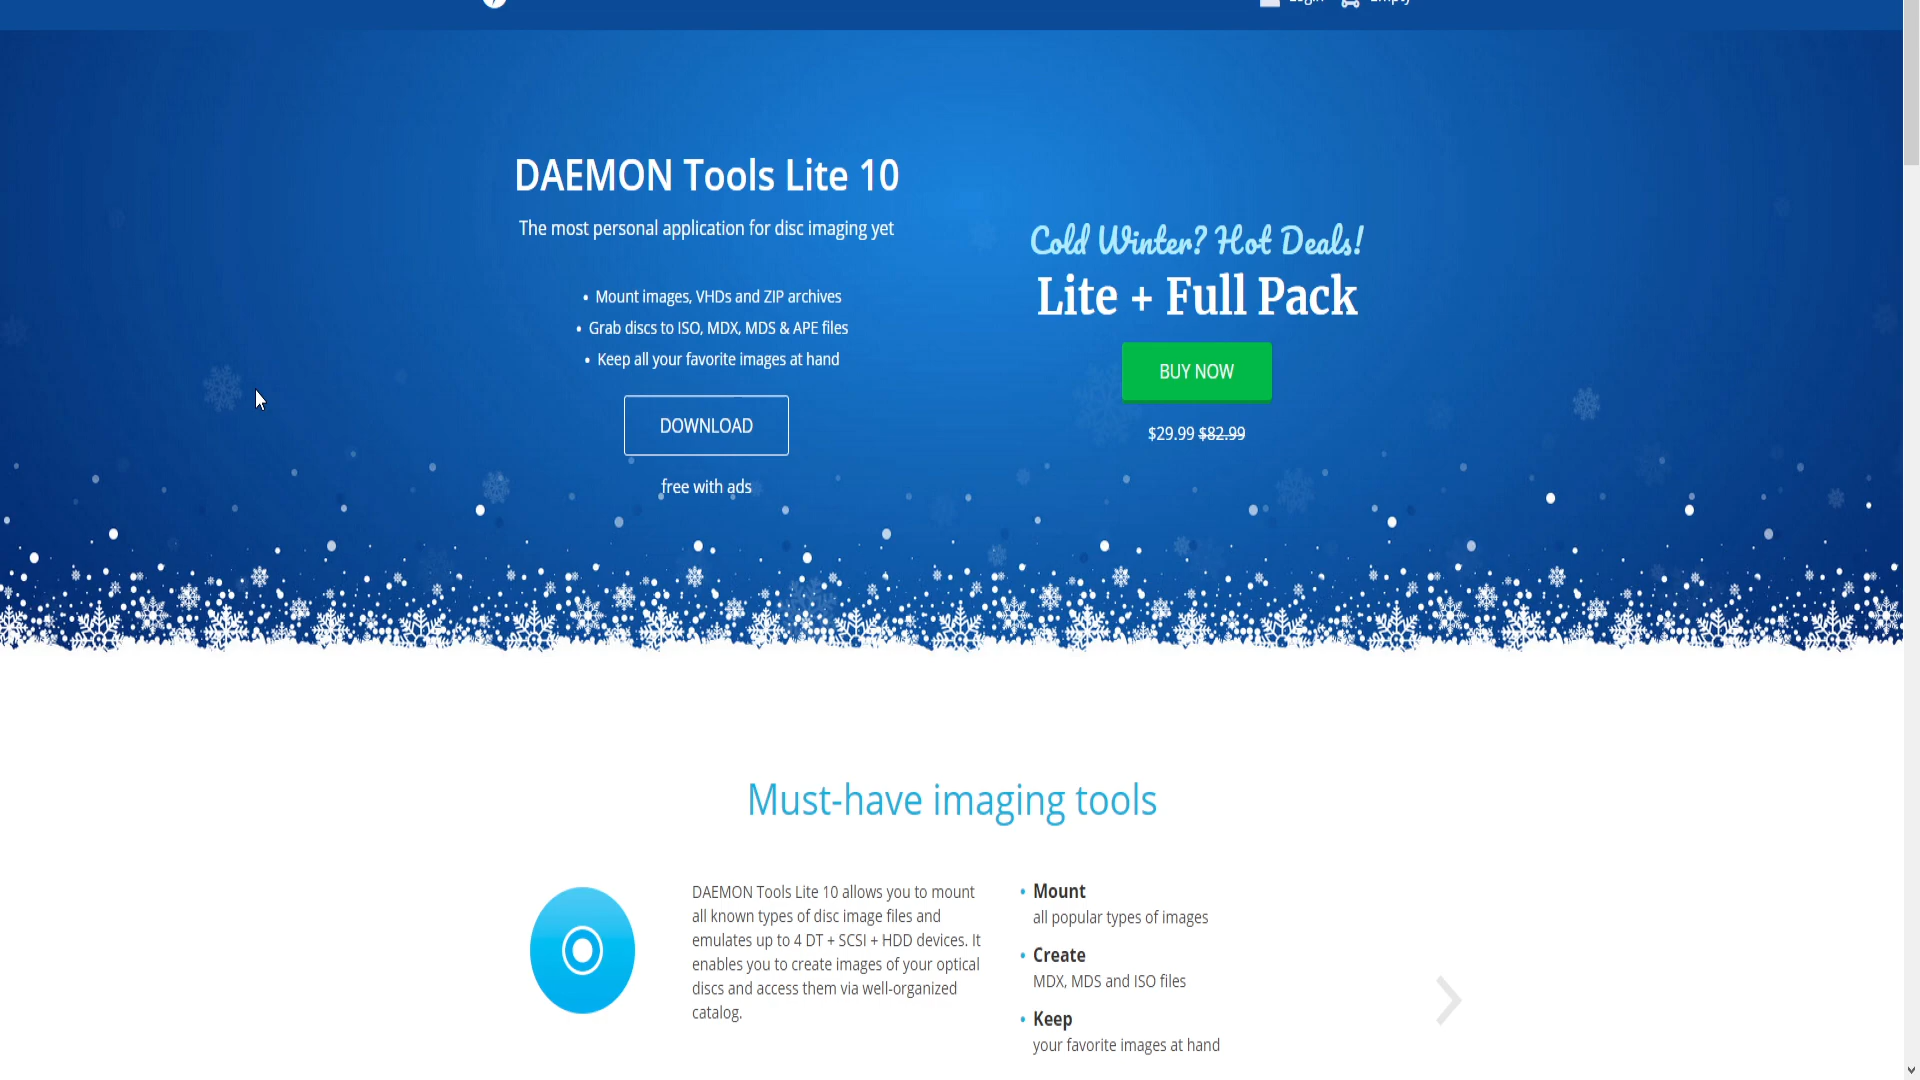 Login Empty
DAEMON Tools Lite 10
The most personal application for disc imaging yet
• Mount images, VHDs and ZIP archives
• Grab discs to ISO, MDX, MDS & APE files
• Keep all your favorite images at hand
DOWNLOAD
free with ads
Cold Winter? Hot Deals!
Lite + Full Pack
BUY NOW
$29.99 $82.99
Must-have imaging tools
DAEMON Tools Lite 10 allows you to mount
all known types of disc image files and
emulates up to 4 DT + SCSI + HDD devices. It
enables you to create images of your optical
discs and access them via well-organized
catalog.
• Mount
all popular types of images
• Create
MDX, MDS and ISO files
• Keep
your favorite images at hand